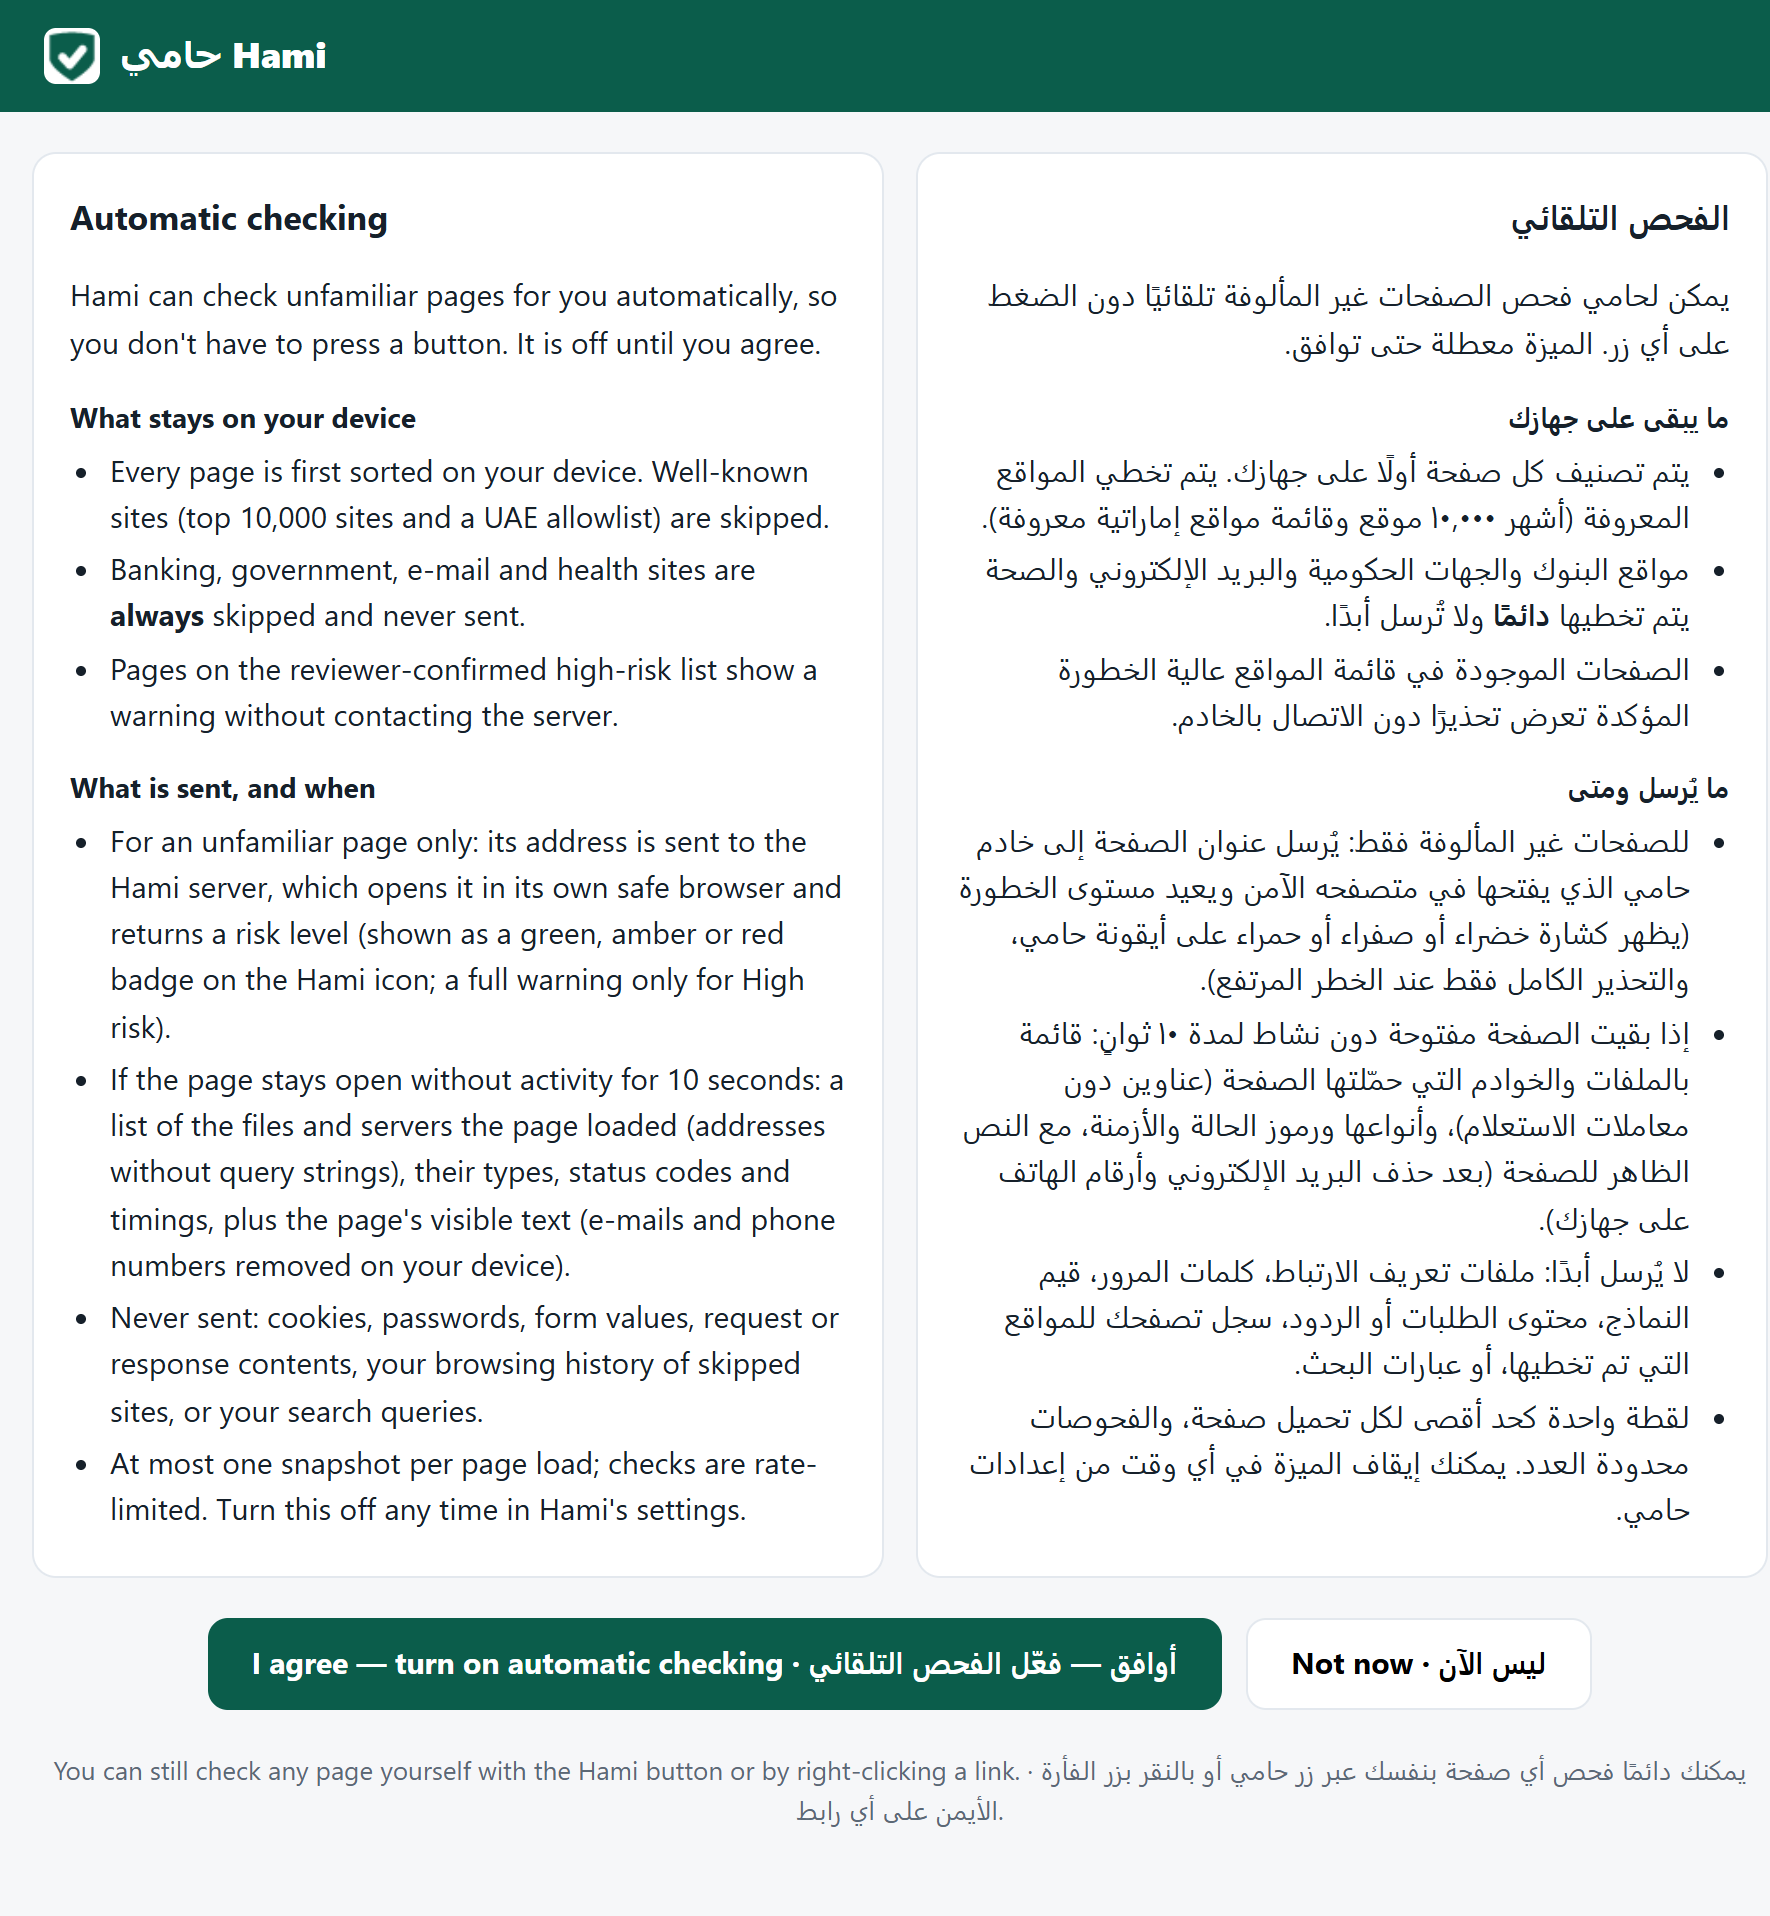 حامي Hami
Automatic checking
Hami can check unfamiliar pages for you automatically, so
you don't have to press a button. It is off until you agree.
What stays on your device
• Every page is first sorted on your device. Well-known
sites (top 10,000 sites and a UAE allowlist) are skipped.
• Banking, government, e-mail and health sites are
always skipped and never sent.
• Pages on the reviewer-confirmed high-risk list show a
warning without contacting the server.
What is sent, and when
• For an unfamiliar page only: its address is sent to the
Hami server, which opens it in its own safe browser and
returns a risk level (shown as a green, amber or red
badge on the Hami icon; a full warning only for High
risk).
• If the page stays open without activity for 10 seconds: a
list of the files and servers the page loaded (addresses
without query strings), their types, status codes and
timings, plus the page's visible text (e-mails and phone
numbers removed on your device).
• Never sent: cookies, passwords, form values, request or
response contents, your browsing history of skipped
sites, or your search queries.
• At most one snapshot per page load; checks are rate-
limited. Turn this off any time in Hami's settings.
الفحص التلقائي
يمكن لحامي فحص الصفحات غير المألوفة تلقائيًا دون الضغط
على أي زر. الميزة معطلة حتى توافق.
ما يبقى على جهازك
• يتم تصنيف كل صفحة أولًا على جهازك. يتم تخطي المواقع
المعروفة (أشهر ١٠,٠٠٠ موقع وقائمة مواقع إماراتية معروفة).
• مواقع البنوك والجهات الحكومية والبريد الإلكتروني والصحة
يتم تخطيها دائمًا ولا تُرسل أبدًا.
• الصفحات الموجودة في قائمة المواقع عالية الخطورة
المؤكدة تعرض تحذيرًا دون الاتصال بالخادم.
ما يُرسل ومتى
• للصفحات غير المألوفة فقط: يُرسل عنوان الصفحة إلى خادم
حامي الذي يفتحها في متصفحه الآمن ويعيد مستوى الخطورة
(يظهر كشارة خضراء أو صفراء أو حمراء على أيقونة حامي،
والتحذير الكامل فقط عند الخطر المرتفع).
• إذا بقيت الصفحة مفتوحة دون نشاط لمدة ١٠ ثوانٍ: قائمة
بالملفات والخوادم التي حمّلتها الصفحة (عناوين دون
معاملات الاستعلام)، وأنواعها ورموز الحالة والأزمنة، مع النص
الظاهر للصفحة (بعد حذف البريد الإلكتروني وأرقام الهاتف
على جهازك).
• لا يُرسل أبدًا: ملفات تعريف الارتباط، كلمات المرور، قيم
النماذج، محتوى الطلبات أو الردود، سجل تصفحك للمواقع
التي تم تخطيها، أو عبارات البحث.
• لقطة واحدة كحد أقصى لكل تحميل صفحة، والفحوصات
محدودة العدد. يمكنك إيقاف الميزة في أي وقت من إعدادات
حامي.
I agree — turn on automatic checking · أوافق — فعّل الفحص التلقائي
Not now · ليس الآن
You can still check any page yourself with the Hami button or by right-clicking a link. · يمكنك دائمًا فحص أي صفحة بنفسك عبر زر حامي أو بالنقر بزر الفأرة
الأيمن على أي رابط.